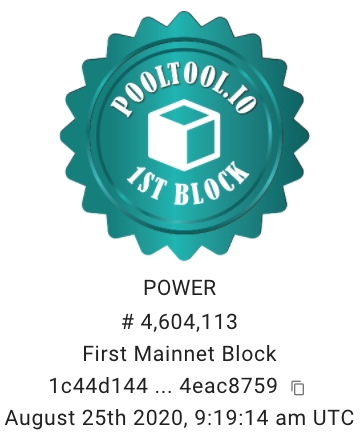 POOLTOOL.IO
1ST BLOCK
POWER
# 4,604,113
First Mainnet Block
1c44d144 ... 4eac8759
August 25th 2020, 9:19:14 am UTC